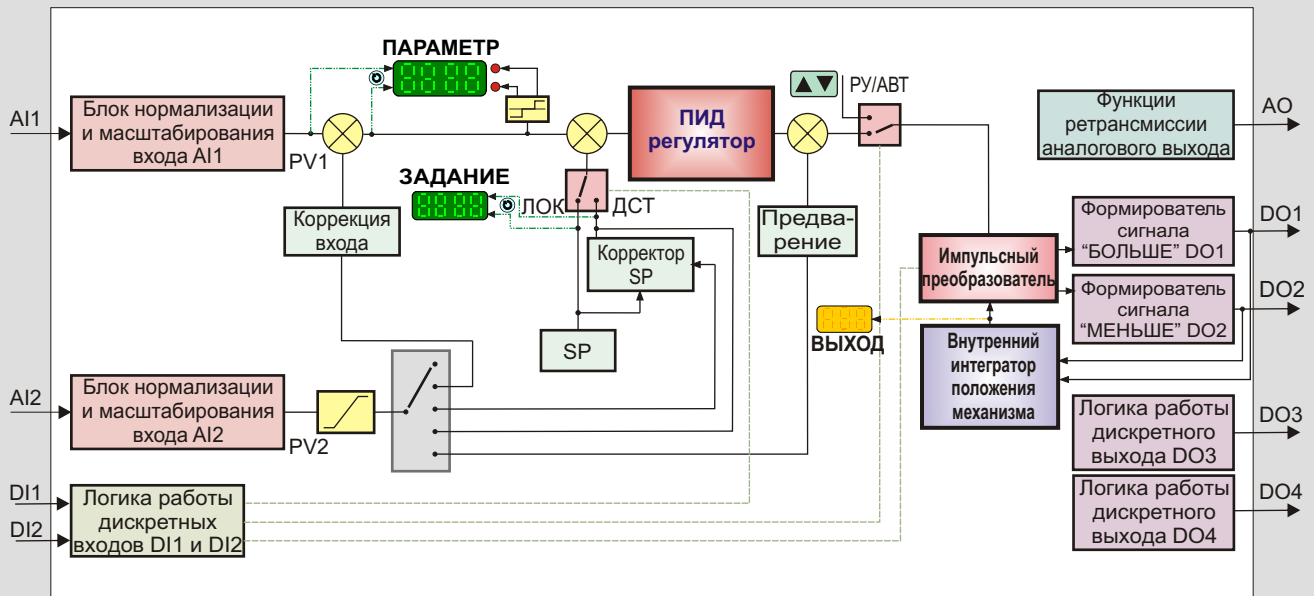 ПАРАМЕТР
AI1
Блок нормализации
и масштабирования
входа AI1
PV1
ПИД
регулятор
РУ/АВТ
Функции
ретрансмиссии
аналогового выхода
AO
ЗАДАНИЕ
ЛОК
ДСТ
Коррекция
входа
Корректор
SP
SP
Предва-
рение
Импульсный
преобразователь
Формирователь
сигнала
“БОЛЬШЕ” DO1
DO1
Формирователь
сигнала
“МЕНЬШЕ” DO2
DO2
ВЫХОД
Внутренний
интегратор
положения
механизма
AI2
Блок нормализации
и масштабирования
входа AI2
PV2
Логика работы
дискретного
выхода DO3
DO3
DI1
DI2
Логика работы
дискретных
входов DI1 и DI2
Логика работы
дискретного
выхода DO4
DO4